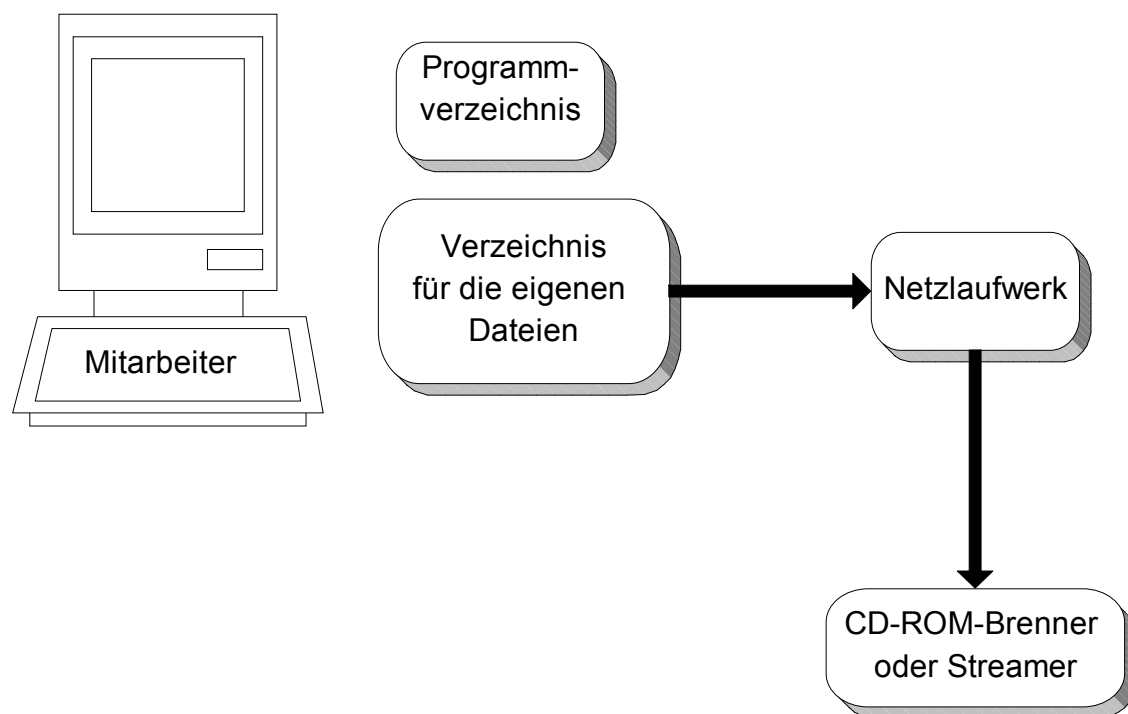 Programm-
verzeichnis
Verzeichnis
für die eigenen
Dateien
Netzlaufwerk
Mitarbeiter
CD-ROM-Brenner
oder Streamer